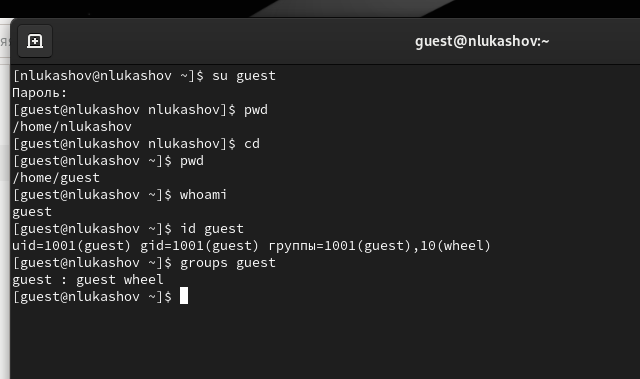 guest@nlukashov:~
[nlukashov@nlukashov ~]$ su guest
Пароль:
[guest@nlukashov nlukashov]$ pwd
/home/nlukashov
[guest@nlukashov nlukashov]$ cd
[guest@nlukashov ~]$ pwd
/home/guest
[guest@nlukashov ~]$ whoami
guest
[guest@nlukashov ~]$ id guest
uid=1001(guest) gid=1001(guest) группы=1001(guest),10(wheel)
[guest@nlukashov ~]$ groups guest
guest : guest wheel
[guest@nlukashov ~]$